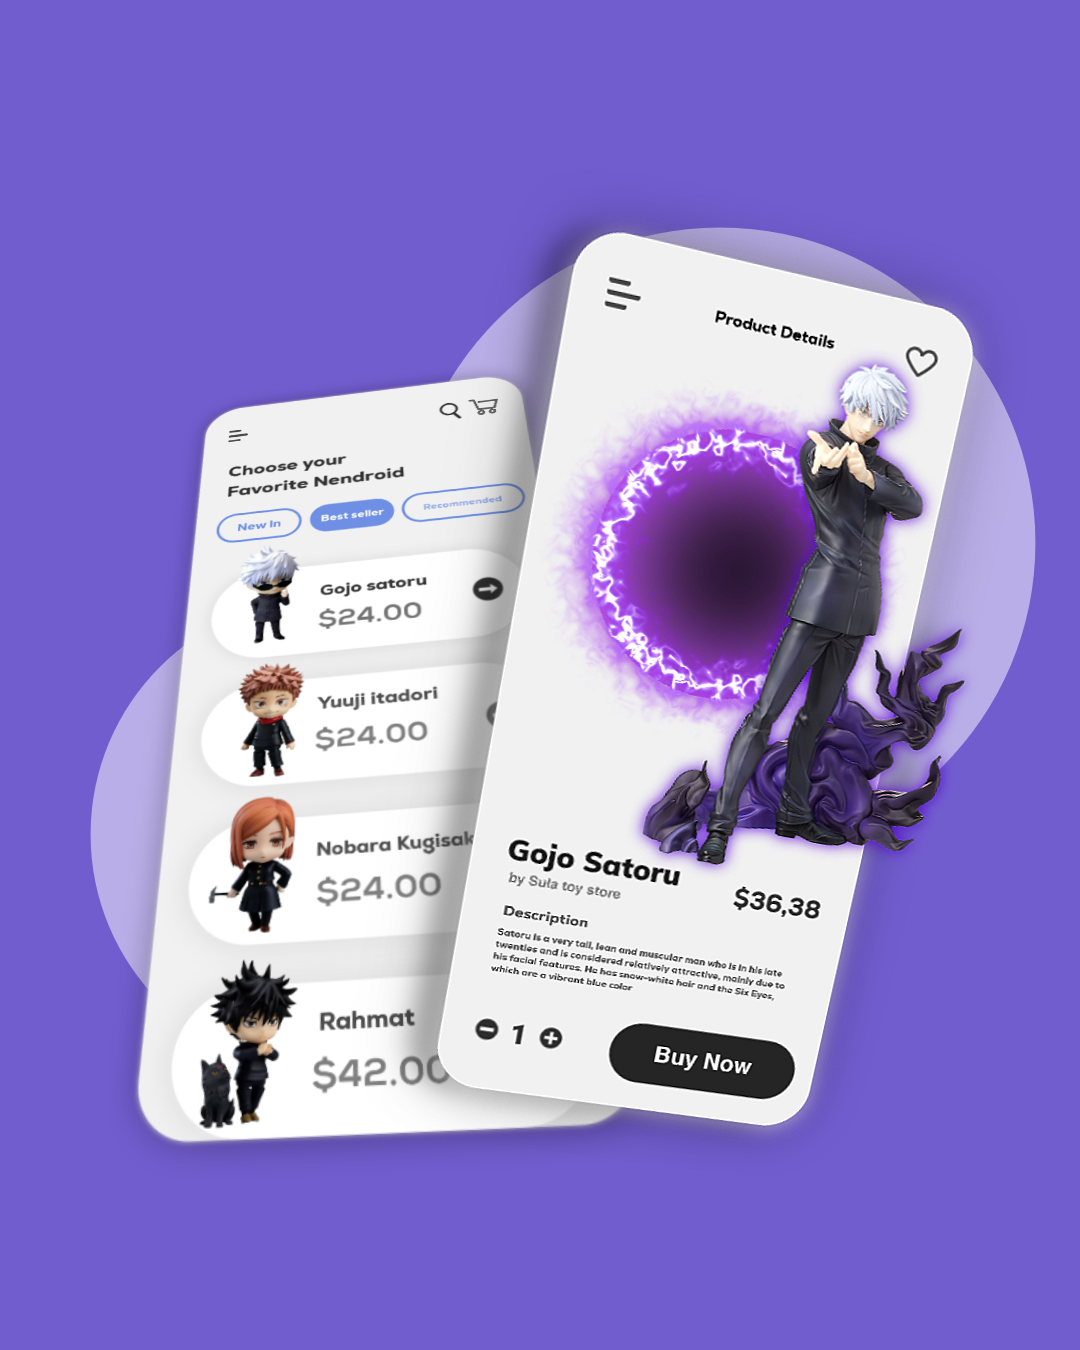 Choose your
Favorite Nendroid
New In
Best seller
Recommended
Gojo satoru
$24.00
Yuuji itadori
$24.00
Nobara Kugisak
$24.00
Rahmat
$42.00
Product Details
Gojo Satoru
by Suła toy store
$36,38
Description
Satoru is a very tall, lean and muscular man who is in his late
twenties and is considered relatively attractive, mainly due to
his facial features. He has snow-white hair and the Six Eyes,
which are a vibrant blue color
1
Buy Now